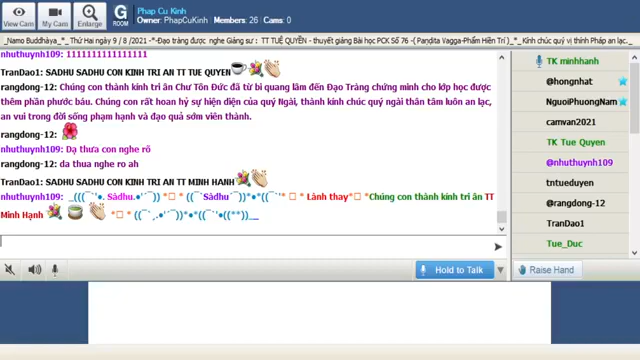 View Cam
My Cam
Enlarge
G
ROOM
Phap Cu Kinh
Owner: PhapCuKinh Members: 26 Cams: 0
_Namo Buddhàya_*_ Thứ Hai ngày 9 / 8 / 2021 -*-Đạo tràng được nghe Giảng sư : TT TUỆ QUYỀN - thuyết giảng Bài học PCK Số 76 -( Paṇḍita Vagga-Phẩm Hiền Trí )_*_ Kính chúc quý vị thính Pháp an lạc.
nhuthuynh109: 1111111111111111
TranDao1: SADHU SADHU CON KINH TRI AN TT TUE QUYEN
rangdong-12: Chúng con thành kính tri ân Chư Tôn Đức đã từ bi quang lâm đến Đạo Tràng chứng minh cho lớp học được
thêm phần phước báu. Chúng con rất hoan hỷ sự hiện diện của quý Ngài, thành kính chúc quý ngài thân tâm luôn an lạc,
an vui trong đời sống phạm hạnh và đạo quả sớm viên thành.
rangdong-12:
nhuthuynh109: Dạ thưa con nghe rõ
rangdong-12: da thua nghe ro ah
TranDao1: SADHU SADHU CON KINH TRI AN TT MINH HANH
nhuthuynh109: _(((¯`'•. Sàdhu.•'´¯)) *□ * ((¯`Sàdhu´¯))*•*((¯`'* □ * Lành thay*□ *Chúng con thành kính tri ân TT
Minh Hạnh *□ * ((¯`¸.•'´¯))*•*((¯`'•((**))_._
Hold to Talk
Raise Hand
TK minhhanh
@hongnhat
NguoiPhuongNam
camvan2021
TK Tue Quyen
@nhuthuynh109
tntueduyen
@rangdong-12
TranDao1
Tue_Duc